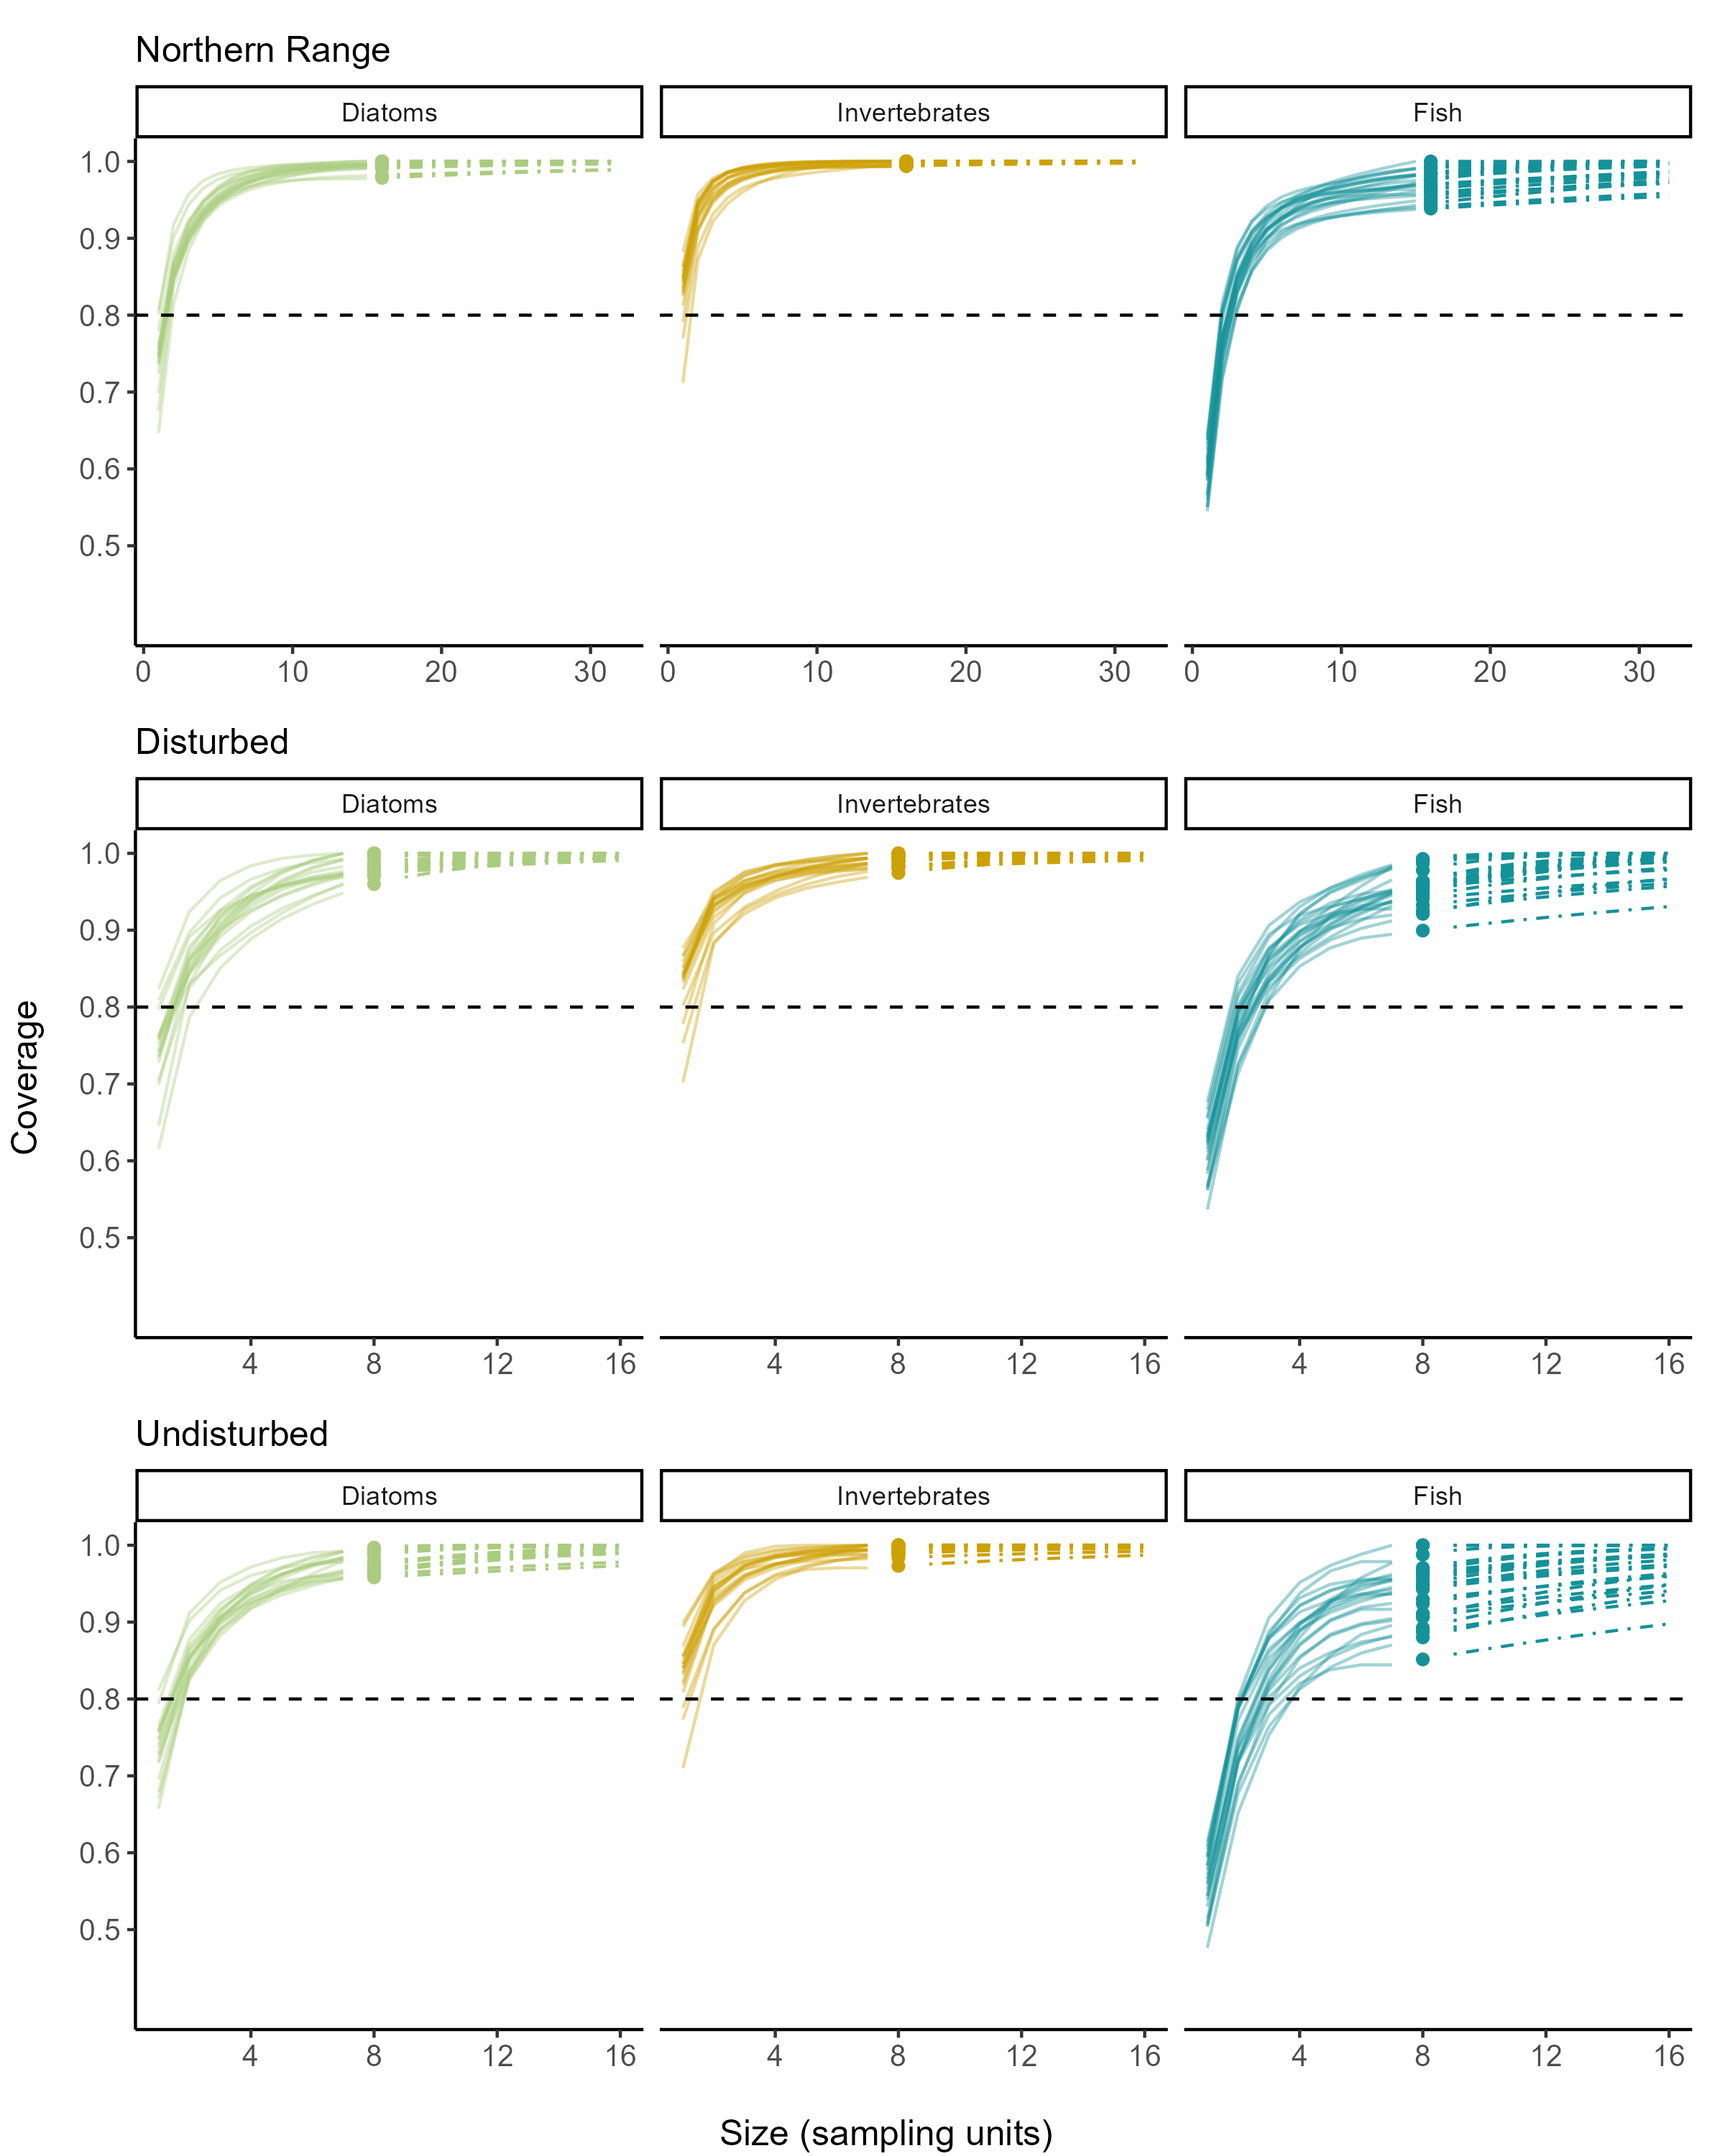 Northern Range
Diatoms Invertebrates Fish
1.0
0.9
0.8
0.7
0.6
0.5
0 10 20 30 0 10 20 30 0 10 20 30
Disturbed
Diatoms Invertebrates Fish
1.0
0.9
0.8
0.7
0.6
0.5
4 8 12 16 4 8 12 16 4 8 12 16
Coverage
Undisturbed
Diatoms Invertebrates Fish
1.0
0.9
0.8
0.7
0.6
0.5
4 8 12 16 4 8 12 16 4 8 12 16
Size (sampling units)